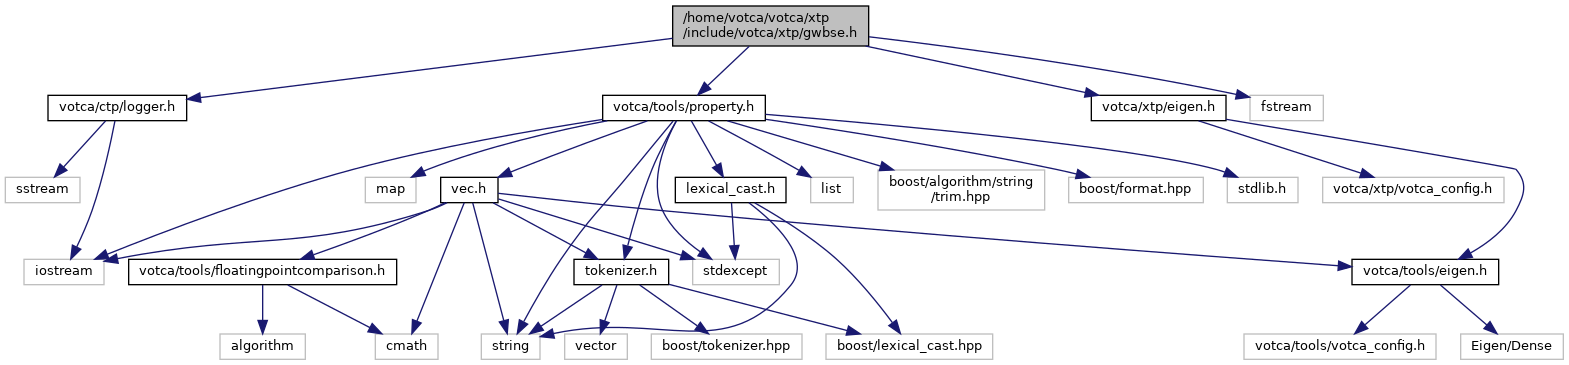 /home/votca/votca/xtp
/include/votca/xtp/gwbse.h
votca/ctp/logger.h
votca/tools/property.h
votca/xtp/eigen.h
fstream
sstream
map
vec.h
lexical_cast.h
list
boost/algorithm/string
/trim.hpp
boost/format.hpp
stdlib.h
votca/xtp/votca_config.h
iostream
votca/tools/floatingpointcomparison.h
tokenizer.h
stdexcept
votca/tools/eigen.h
algorithm
cmath
string
vector
boost/tokenizer.hpp
boost/lexical_cast.hpp
votca/tools/votca_config.h
Eigen/Dense